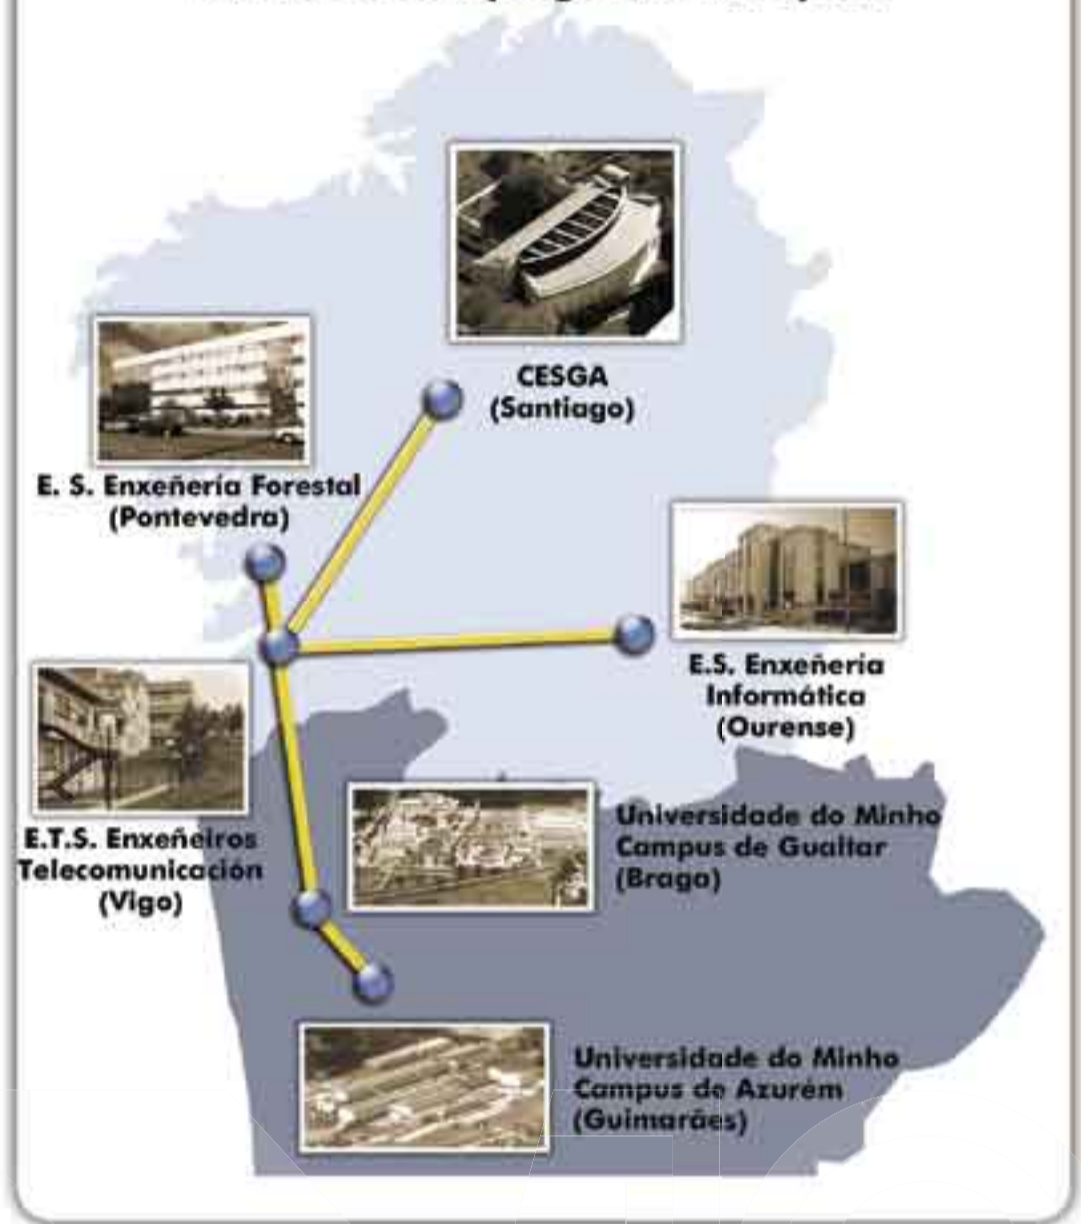 CESGA
(Santiago)
E. S. Enxeñería Forestal
(Pontevedra)
E.S. Enxeñería
Informática
(Ourense)
E.T.S. Enxeñeiros
Telecomunicación
(Vigo)
Universidade do Minho
Campus de Gualtar
(Braga)
Universidade do Minho
Campus de Azurém
(Guimarães)